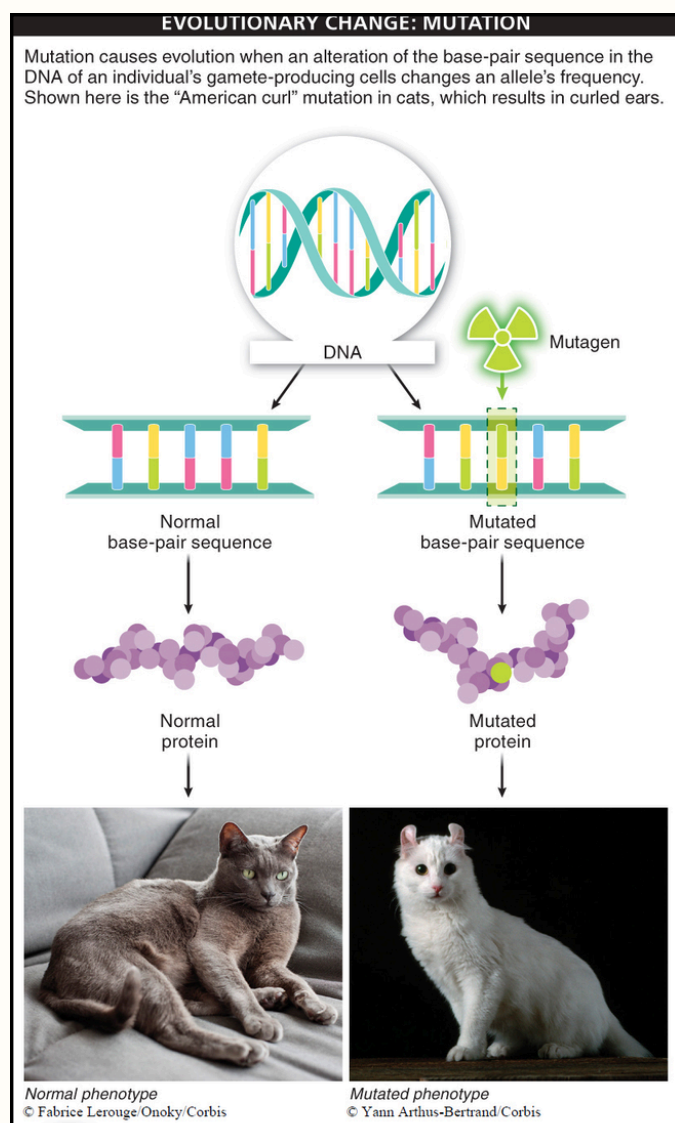 EVOLUTIONARY CHANGE: MUTATION
Mutation causes evolution when an alteration of the base-pair sequence in the
DNA of an individual’s gamete-producing cells changes an allele’s frequency.
Shown here is the “American curl” mutation in cats, which results in curled ears.
DNA
Mutagen
Normal
base-pair sequence
Mutated
base-pair sequence
Normal
protein
Mutated
protein
Normal phenotype
© Fabrice Lerouge/Onoky/Corbis
Mutated phenotype
© Yann Arthus-Bertrand/Corbis